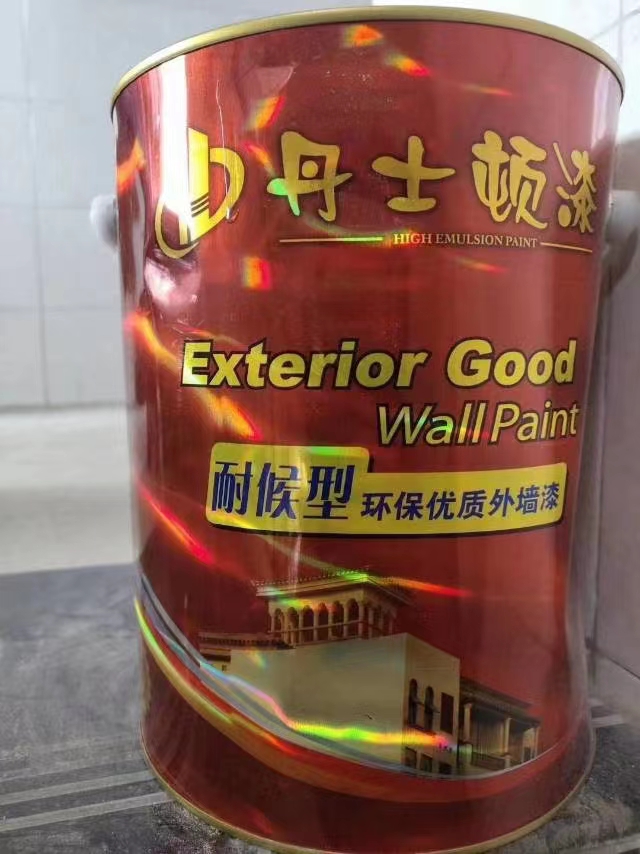 丹士顿漆
HIGH EMULSION PAINT
Exterior Good
Wall Paint
耐候型 环保优质外墙漆